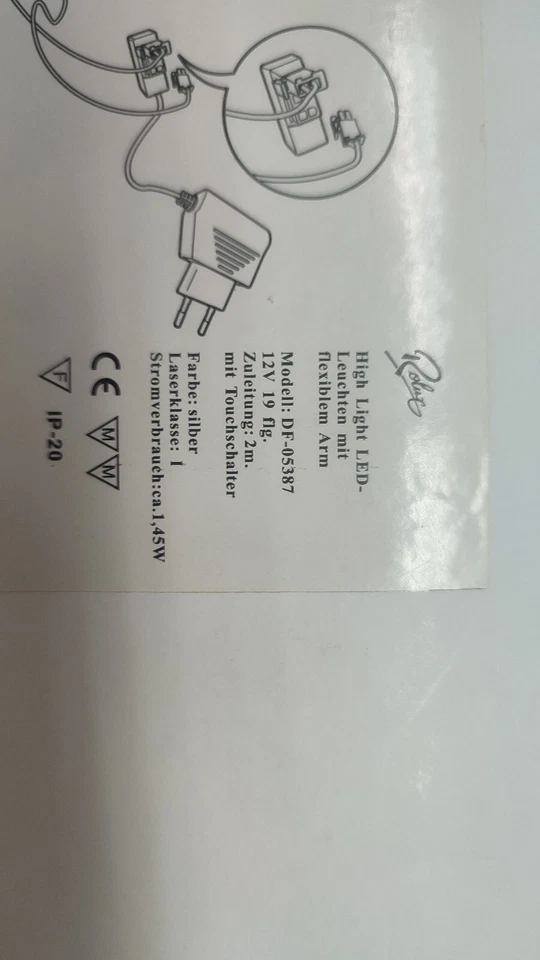 High Light LED-
Leuchten mit
flexiblem Arm
Modell: DF-05387
12V 19 flg.
Zuleitung: 2m.
mit Touchschalter
Farbe: silber
Laserklasse: 1
Stromverbrauch:ca.1,45W
CE M M
F IP-20